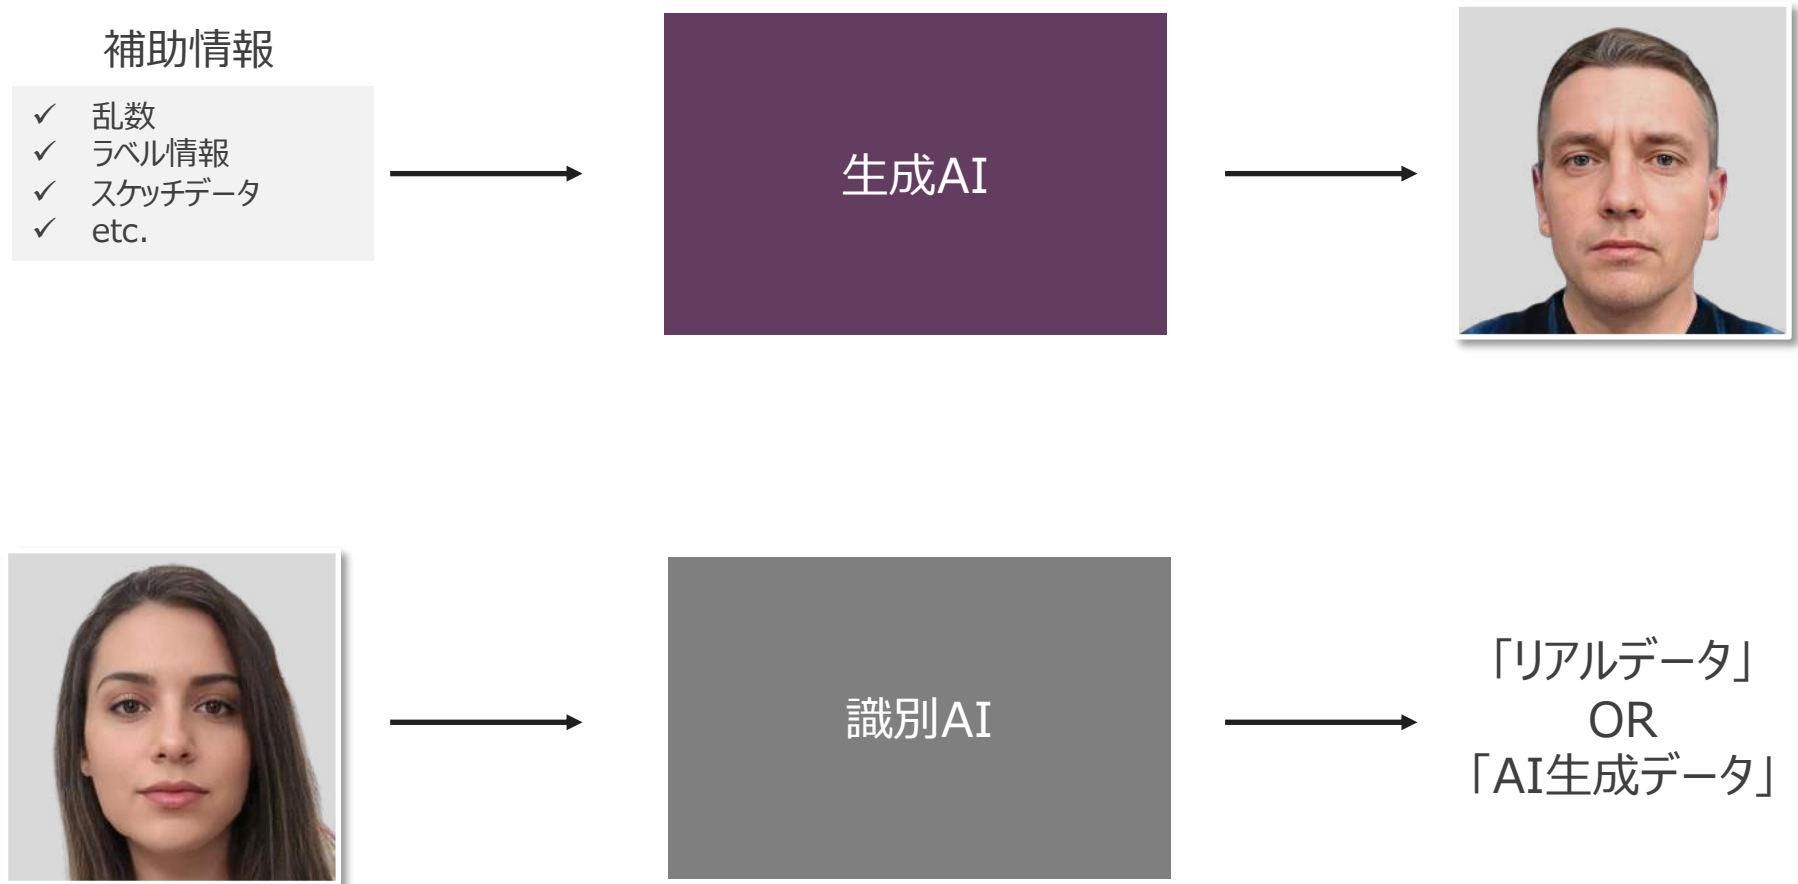 補助情報
✓ 乱数
✓ ラベル情報
✓ スケッチデータ
✓ etc.
生成AI
識別AI
「リアルデータ」
OR
「AI生成データ」